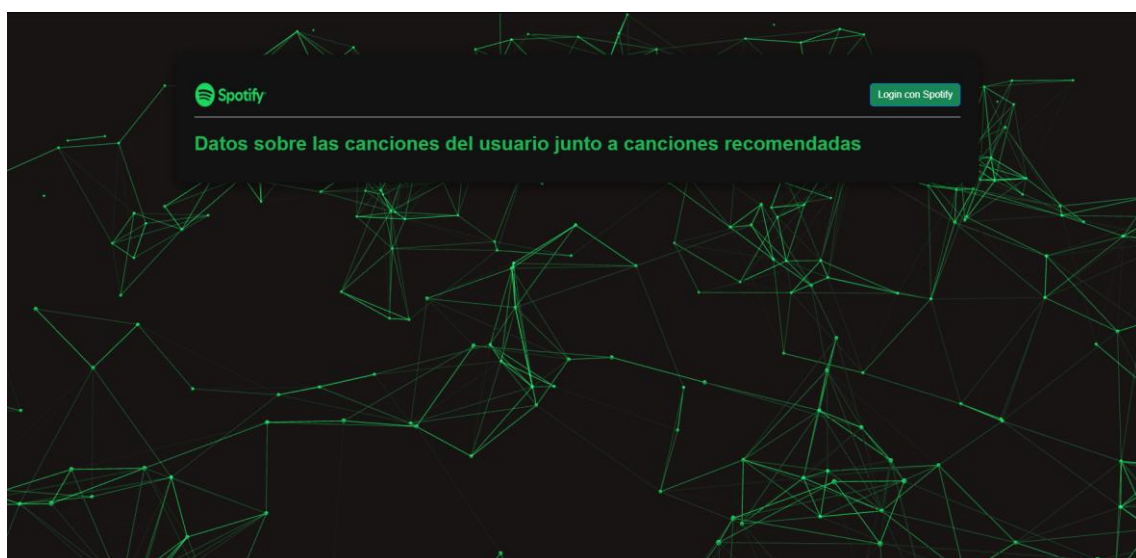 Spotify
Login con Spotify
Datos sobre las canciones del usuario junto a canciones recomendadas